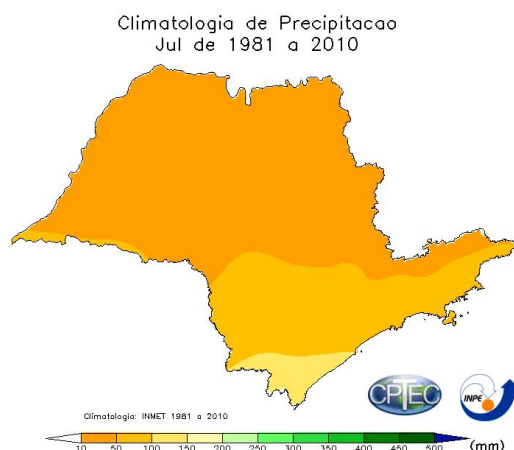 Climatologia de Precipitacao
Jul de 1981 a 2010
CPTEC
INPE
Climatologia: INMET 1981 a 2010
10 50 100 150 200 250 300 350 400 450 500 (mm)